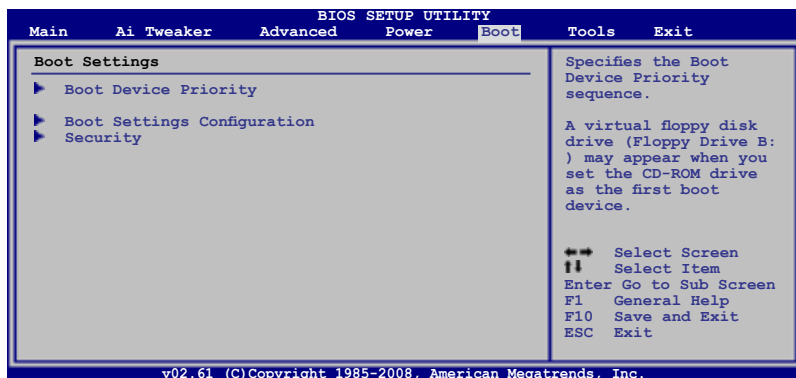 BIOS SETUP UTILITY
Main Ai Tweaker Advanced Power Boot Tools Exit
Boot Settings
Boot Device Priority
Boot Settings Configuration
Security
Specifies the Boot
Device Priority
sequence.
A virtual floppy disk
drive (Floppy Drive B:
) may appear when you
set the CD-ROM drive
as the first boot
device.
Select Screen
Select Item
Enter Go to Sub Screen
F1 General Help
F10 Save and Exit
ESC Exit
v02.61 (C)Copyright 1985-2008, American Megatrends, Inc.